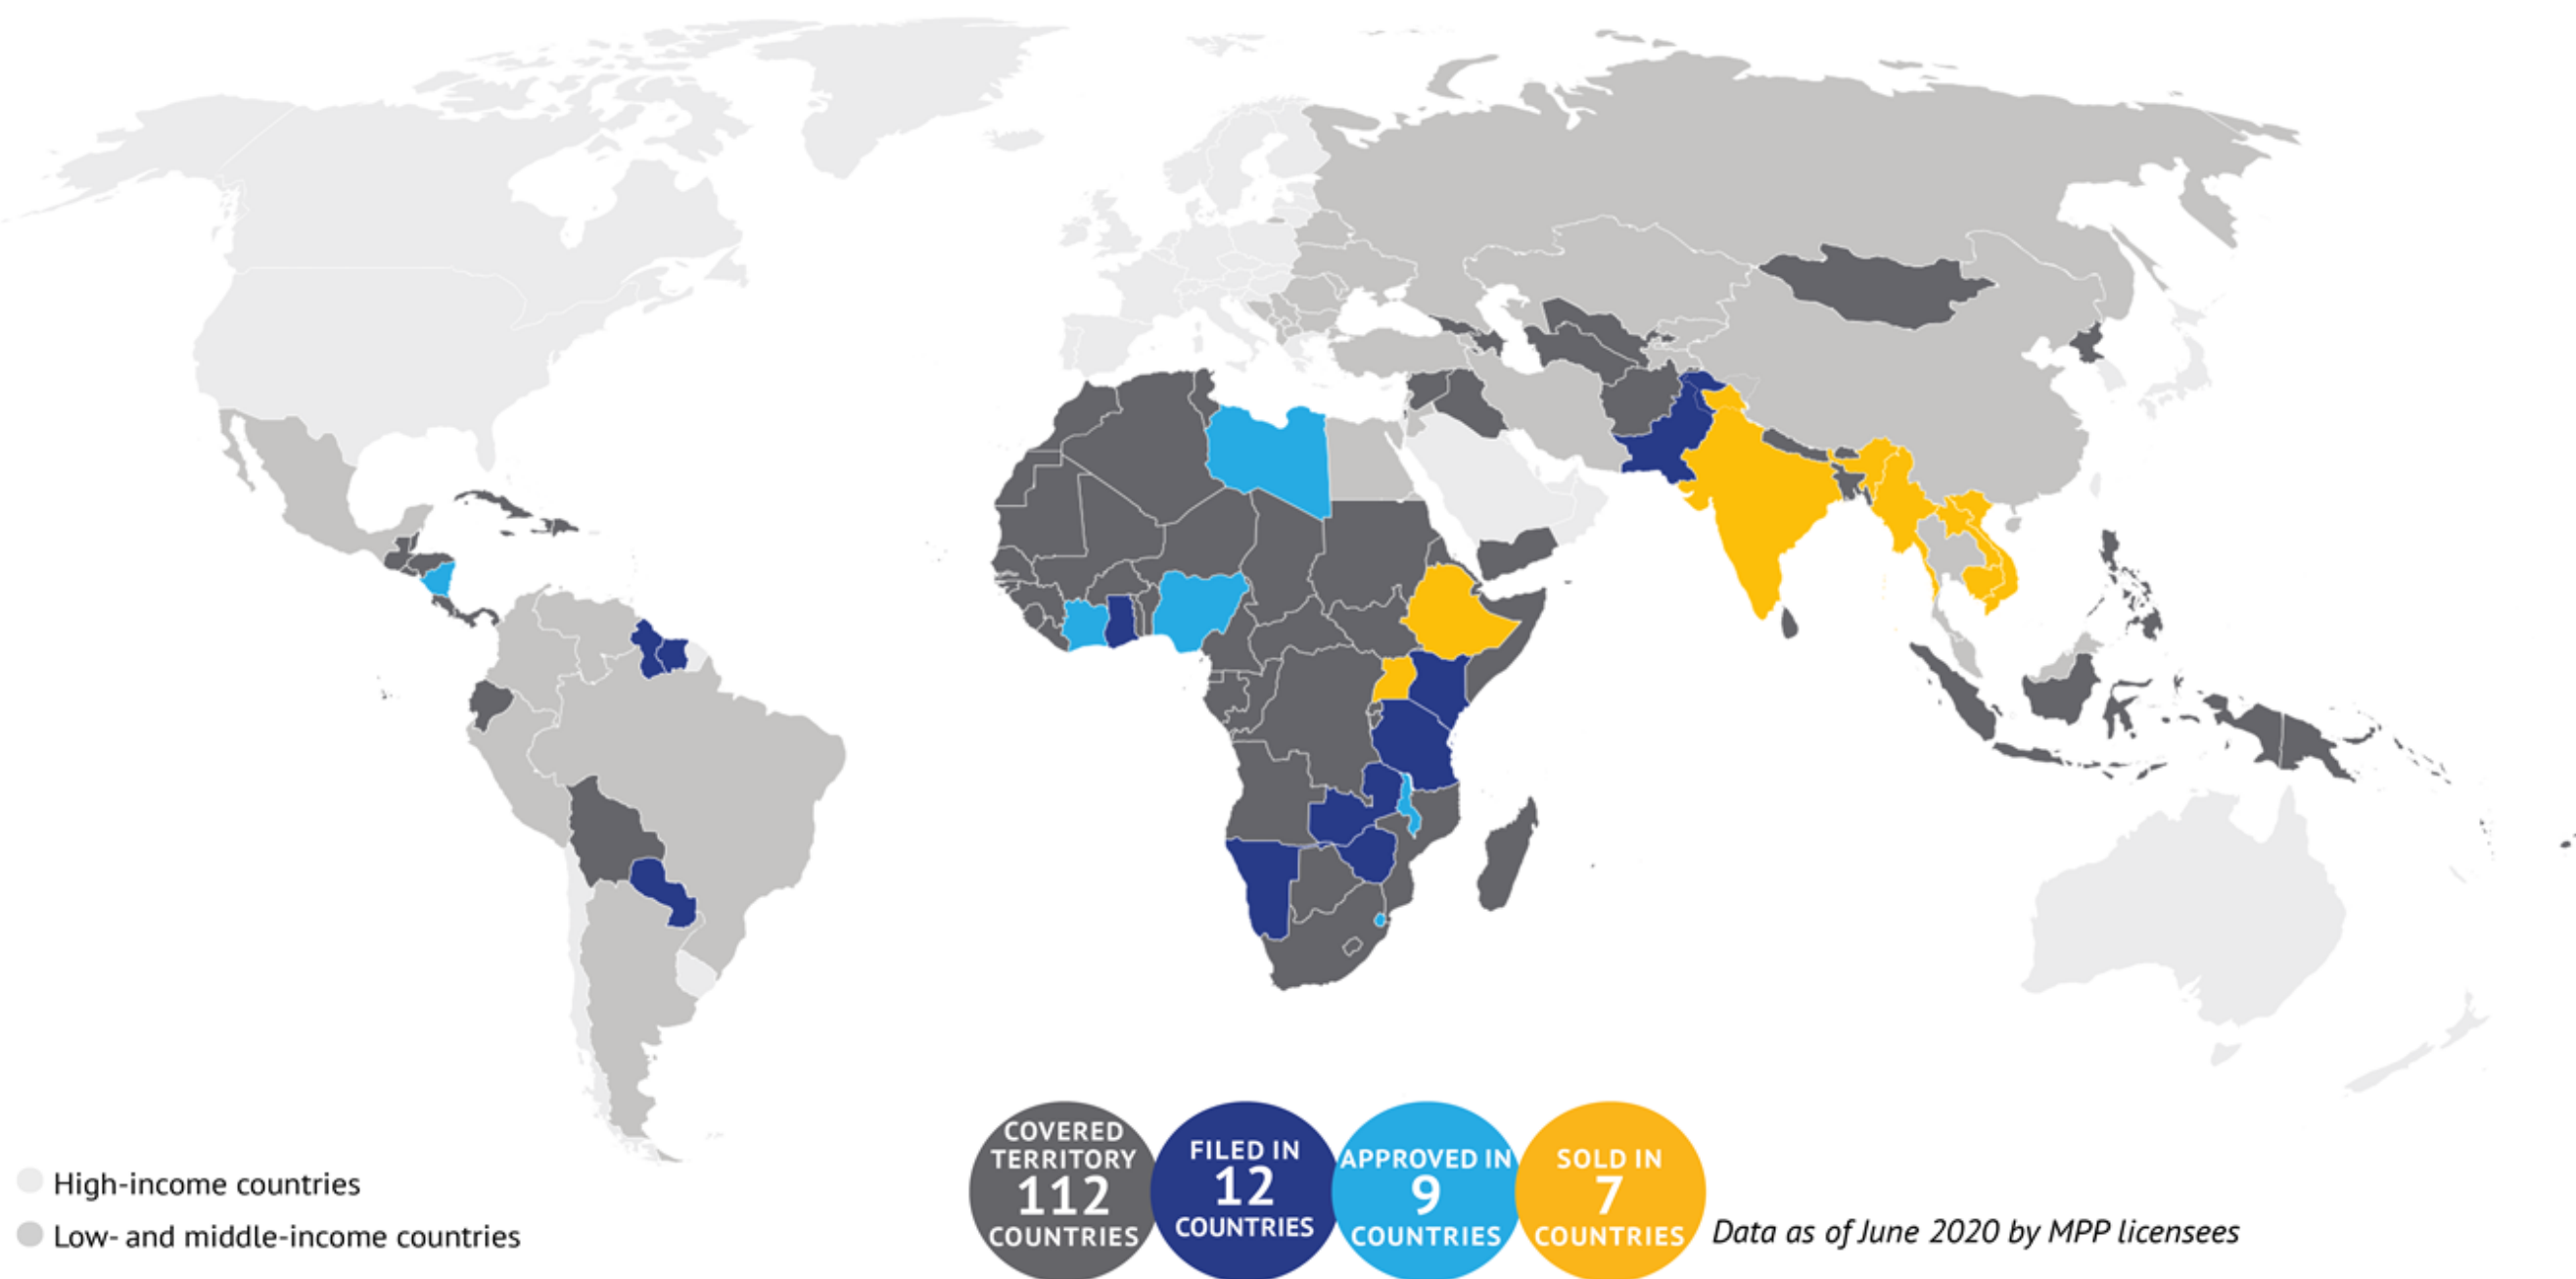 COVERED
TERRITORY
112
COUNTRIES
FILED IN
12
COUNTRIES
APPROVED IN
9
COUNTRIES
SOLD IN
7
COUNTRIES
High-income countries
Low- and middle-income countries
Data as of June 2020 by MPP licensees